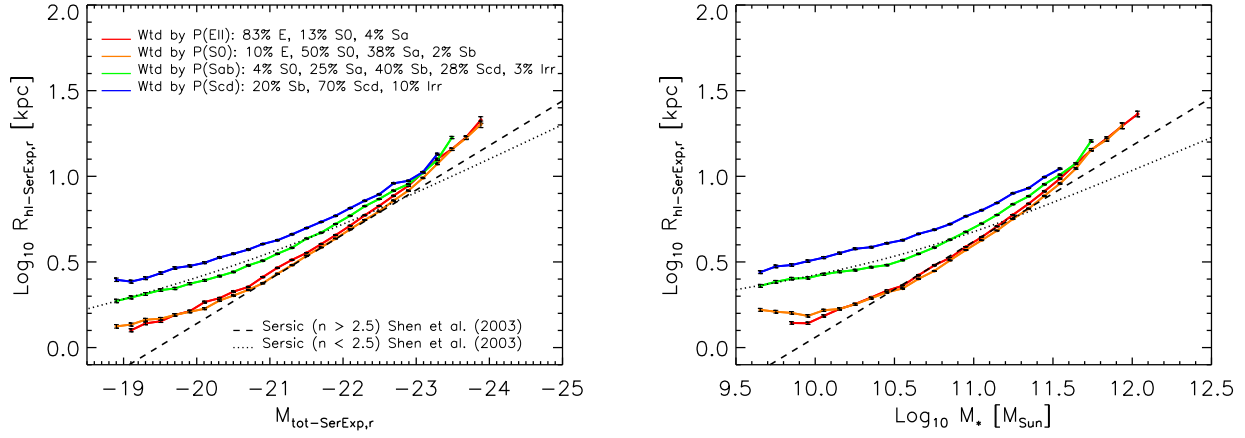 2.0
1.5
1.0
0.5
0.0
Log10 Rhl−SerExp,r [kpc]
Wtd by P(Ell): 83% E, 13% S0, 4% Sa
Wtd by P(S0): 10% E, 50% S0, 38% Sa, 2% Sb
Wtd by P(Sab): 4% S0, 25% Sa, 40% Sb, 28% Scd, 3% Irr
Wtd by P(Scd): 20% Sb, 70% Scd, 10% Irr
Sersic (n > 2.5) Shen et al. (2003)
Sersic (n < 2.5) Shen et al. (2003)
−19 −20 −21 −22 −23 −24 −25
Mtot−SerExp,r
2.0
1.5
1.0
0.5
0.0
Log10 Rhl−SerExp,r [kpc]
9.5 10.0 10.5 11.0 11.5 12.0 12.5
Log10 M* [MSun]